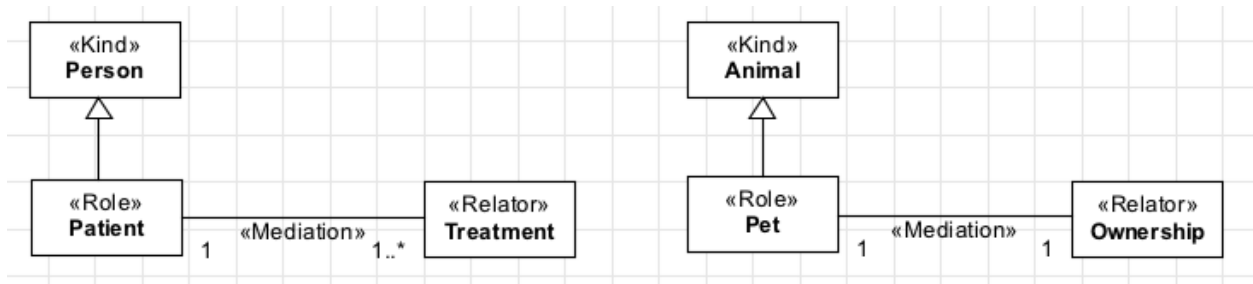 «Kind»
Person
«Kind»
Animal
«Role»
Patient
1
«Mediation»
1..*
«Relator»
Treatment
«Role»
Pet
1
«Mediation»
1
«Relator»
Ownership